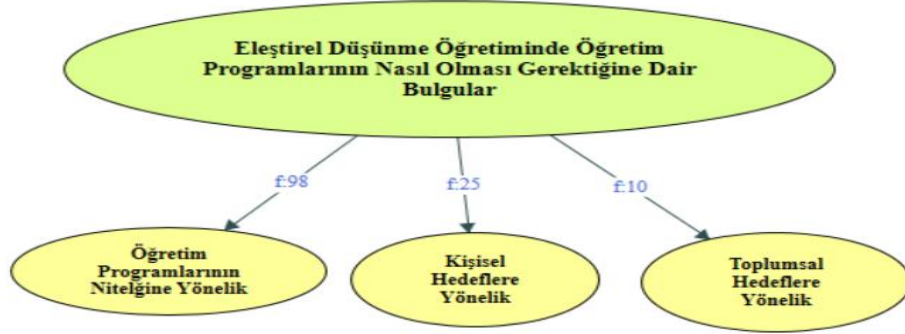 Eleştirel Düşünme Öğretiminde Öğretim
Programlarının Nasıl Olması Gerektiğine Dair
Bulgular
f:98
f:25
f:10
Öğretim
Programlarının
Nitelğine Yönelik
Kişisel
Hedeflere
Yönelik
Toplumsal
Hedeflere
Yönelik